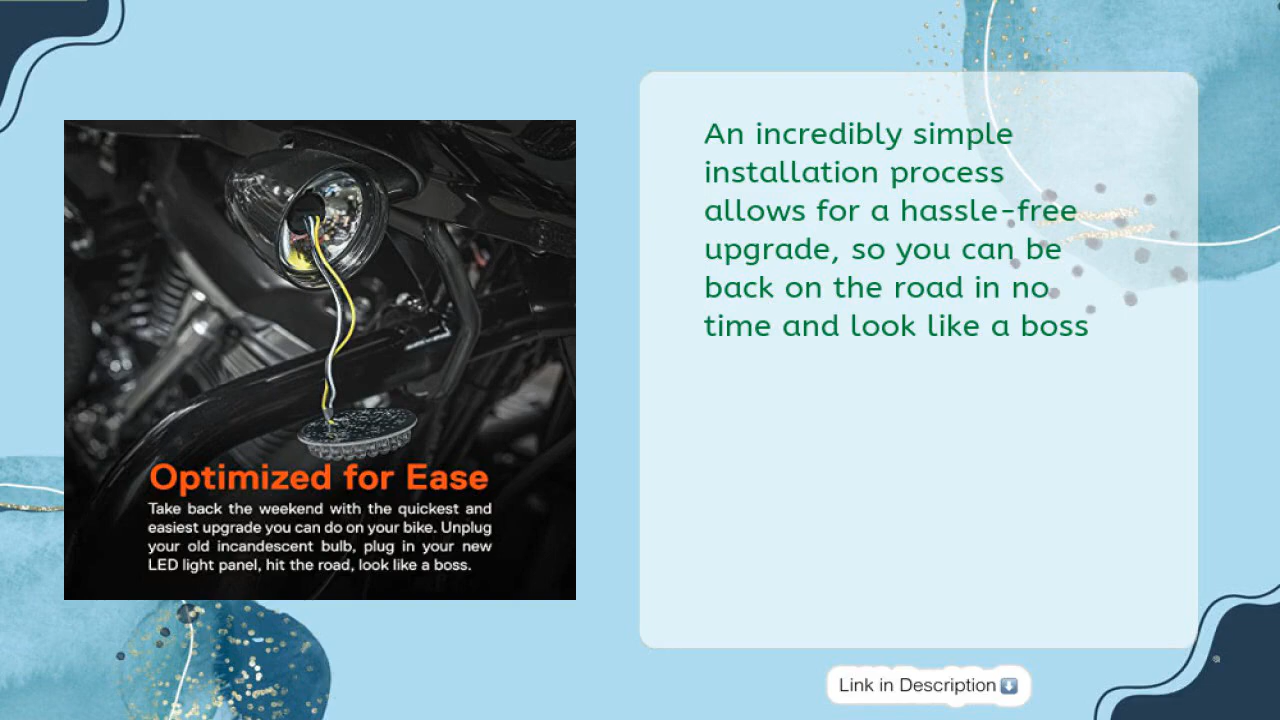 An incredibly simple
installation process
allows for a hassle-free
upgrade, so you can be
back on the road in no
time and look like a boss
Optimized for Ease
Take back the weekend with the quickest and
easiest upgrade you can do on your bike. Unplug
your old incandescent bulb, plug in your new
LED light panel, hit the road, look like a boss.
Link in Description